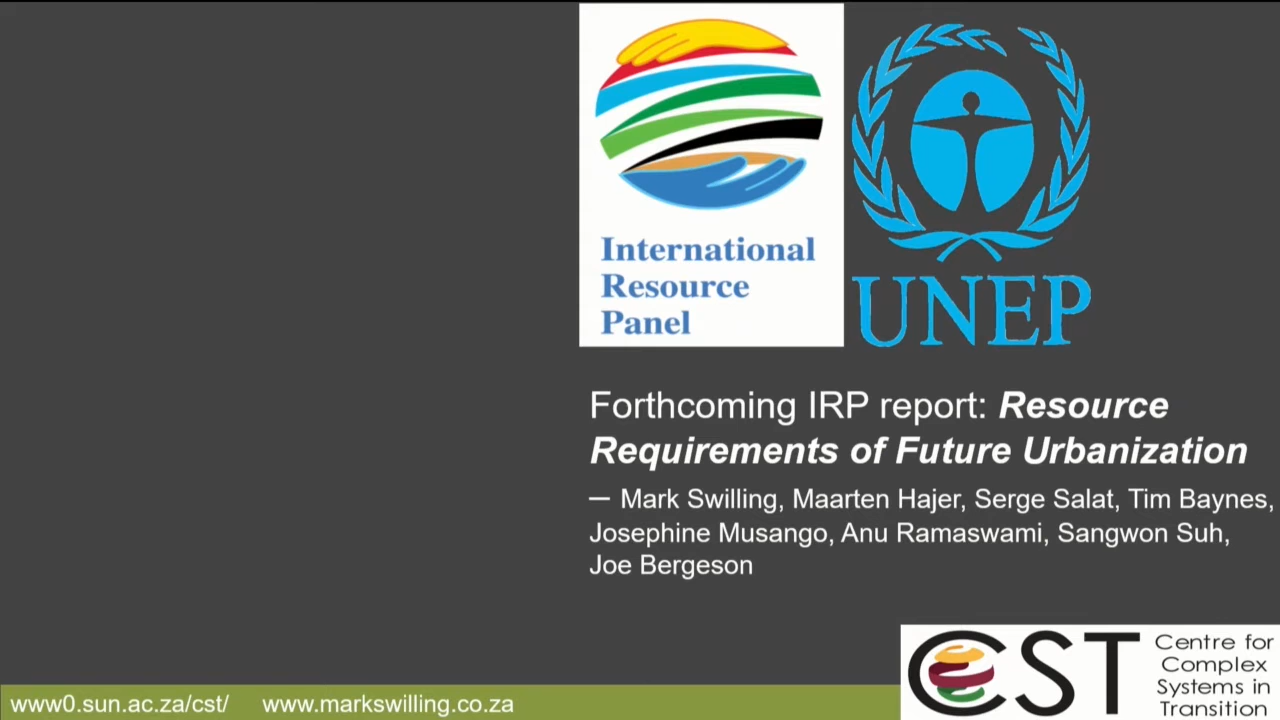 International
Resource
Panel
UNEP
Forthcoming IRP report: Resource
Requirements of Future Urbanization
– Mark Swilling, Maarten Hajer, Serge Salat, Tim Baynes,
Josephine Musango, Anu Ramaswami, Sangwon Suh,
Joe Bergeson
www0.sun.ac.za/cst/ www.markswilling.co.za
CST
Centre for
Complex
Systems in
Transition